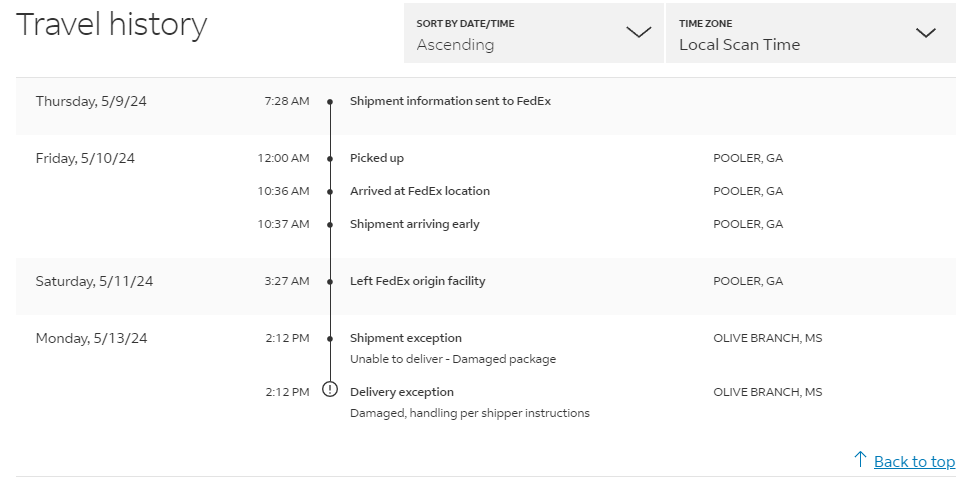 Travel history
SORT BY DATE/TIME
Ascending
TIME ZONE
Local Scan Time
Thursday, 5/9/24 7:28 AM Shipment information sent to FedEx
Friday, 5/10/24 12:00 AM Picked up POOLER, GA
10:36 AM Arrived at FedEx location POOLER, GA
10:37 AM Shipment arriving early POOLER, GA
Saturday, 5/11/24 3:27 AM Left FedEx origin facility POOLER, GA
Monday, 5/13/24 2:12 PM Shipment exception OLIVE BRANCH, MS
Unable to deliver - Damaged package
2:12 PM Delivery exception OLIVE BRANCH, MS
Damaged, handling per shipper instructions
Back to top